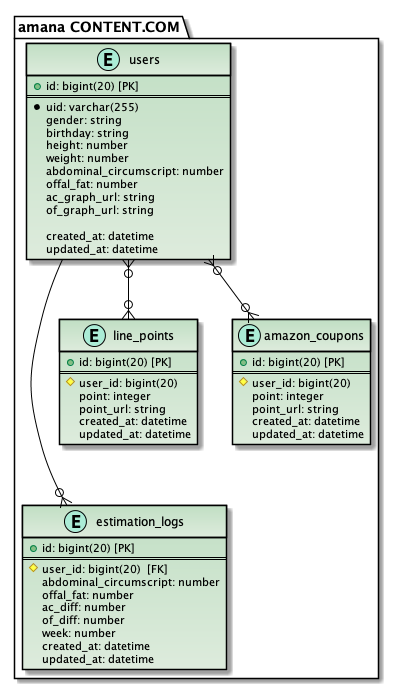 amana CONTENT.COM
E users
id: bigint(20) [PK]
uid: varchar(255)
gender: string
birthday: string
height: number
weight: number
abdominal_circumscript: number
offal_fat: number
ac_graph_url: string
of_graph_url: string
created_at: datetime
updated_at: datetime
E line_points
id: bigint(20) [PK]
user_id: bigint(20)
point: integer
point_url: string
created_at: datetime
updated_at: datetime
E amazon_coupons
id: bigint(20) [PK]
user_id: bigint(20)
point: integer
point_url: string
created_at: datetime
updated_at: datetime
E estimation_logs
id: bigint(20) [PK]
user_id: bigint(20) [FK]
abdominal_circumscript: number
offal_fat: number
ac_diff: number
of_diff: number
week: number
created_at: datetime
updated_at: datetime